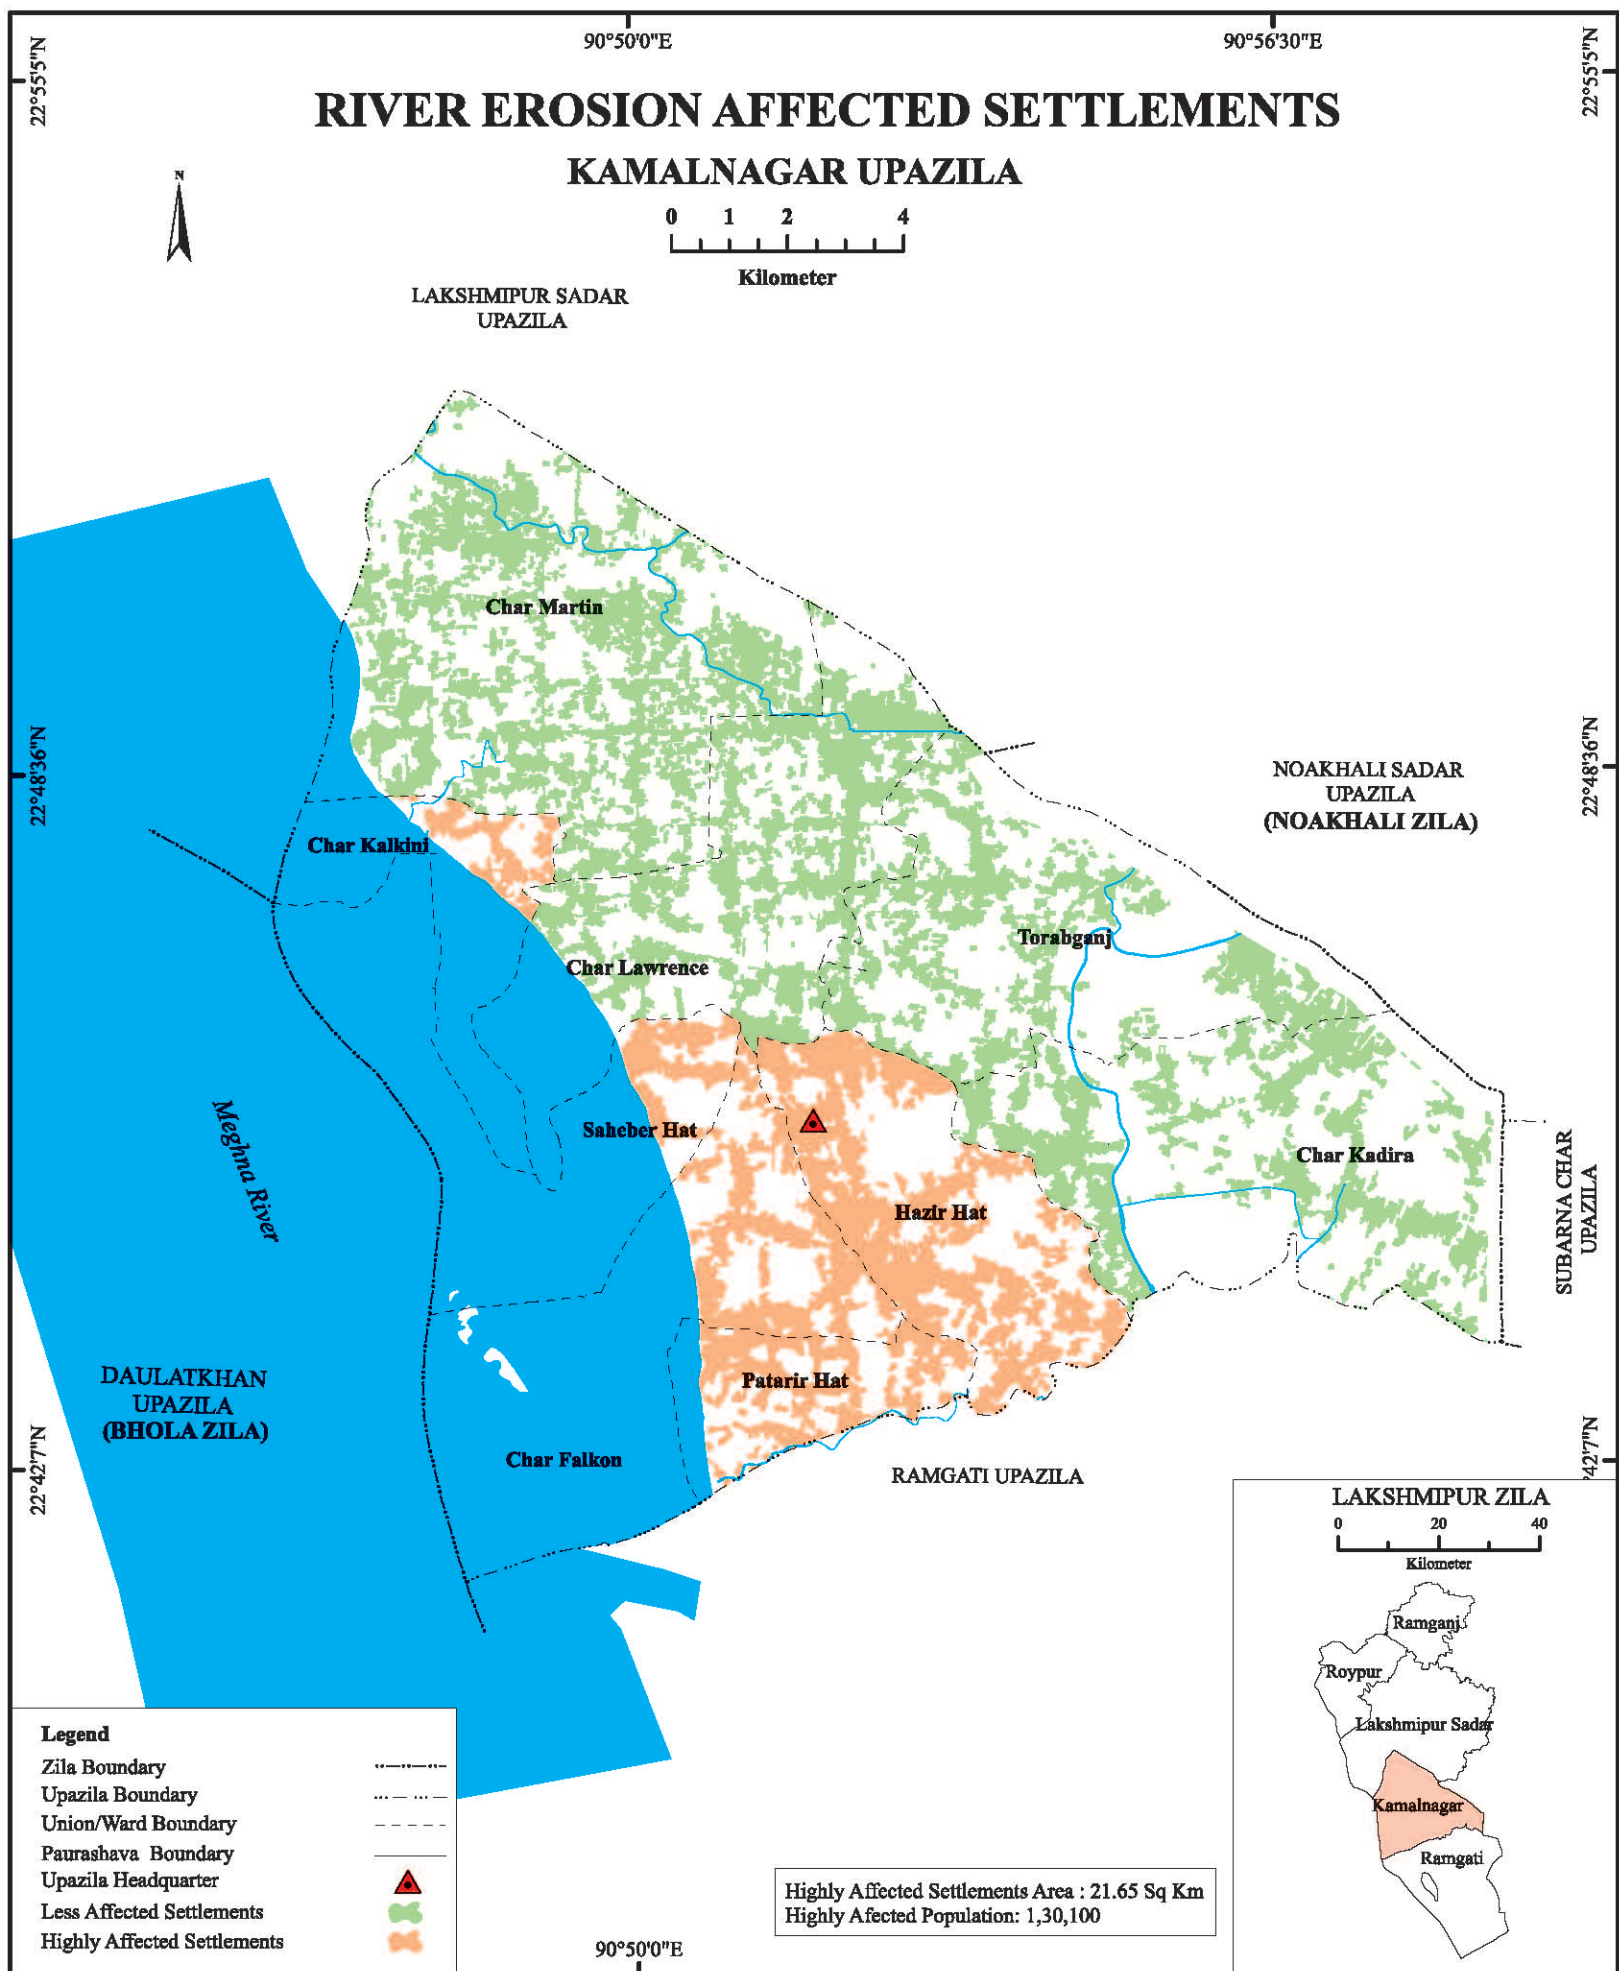 90°50'0"E
90°56'30"E
22°55'5"N
22°55'5"N
RIVER EROSION AFFECTED SETTLEMENTS
KAMALNAGAR UPAZILA
N
0 1 2 4
Kilometer
LAKSHMIPUR SADAR
UPAZILA
Char Martin
22°48'36"N
22°48'36"N
NOAKHALI SADAR
UPAZILA
(NOAKHALI ZILA)
Char Kalkini
Torabganj
Char Lawrence
Saheber Hat
Meghna River
Char Kadira
SUBARNA CHAR
UPAZILA
Hazir Hat
DAULATKHAN
UPAZILA
(BHOLA ZILA)
Patarir Hat
Char Falkon
RAMGATI UPAZILA
22°42'7"N
°42'7"N
LAKSHMIPUR ZILA
0 20 40
Kilometer
Ramganj
Roypur
Lakshmipur Sadar
Kamalnagar
Ramgati
Legend
Zila Boundary
Upazila Boundary
Union/Ward Boundary
Paurashava Boundary
Upazila Headquarter
Less Affected Settlements
Highly Affected Settlements
Highly Affected Settlements Area : 21.65 Sq Km
Highly Afected Population: 1,30,100
90°50'0"E